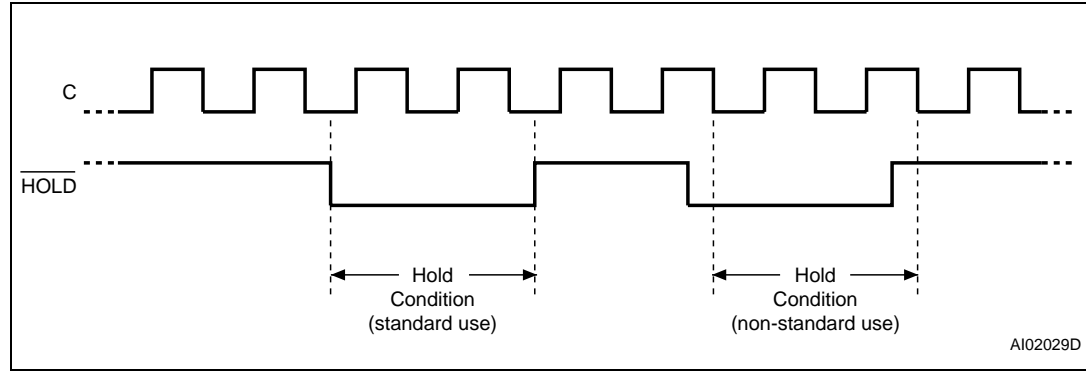 C
HOLD
Hold
Condition
(standard use)
Hold
Condition
(non-standard use)
AI02029D